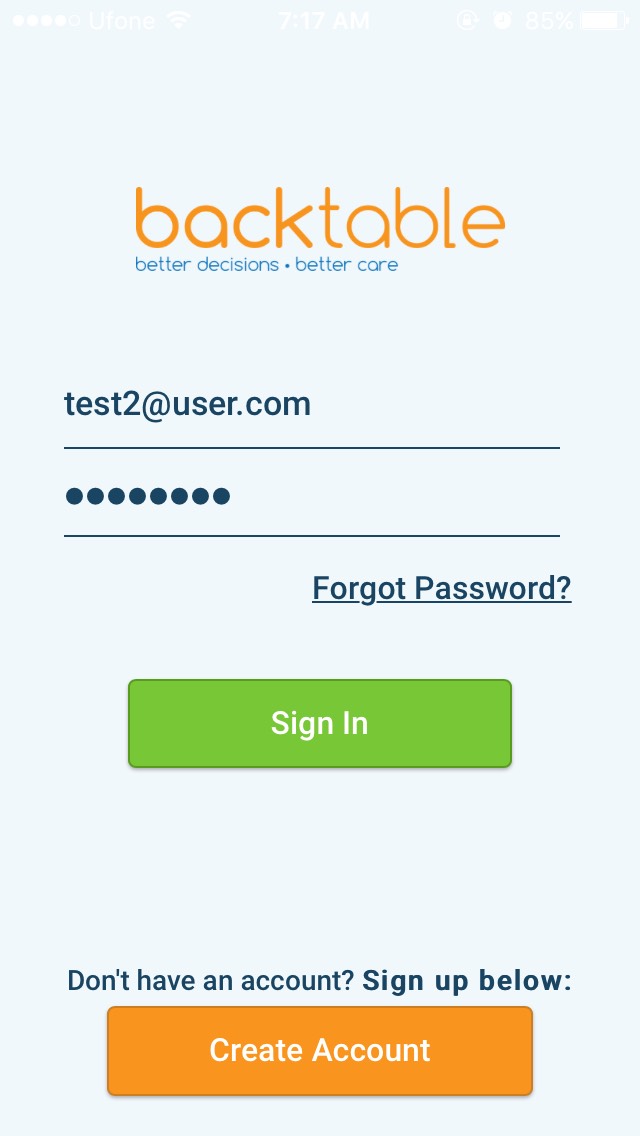 Ufone 7:17 AM 85%
backtable
better decisions • better care
test2@user.com
●●●●●●●●
Forgot Password?
Sign In
Don't have an account? Sign up below:
Create Account